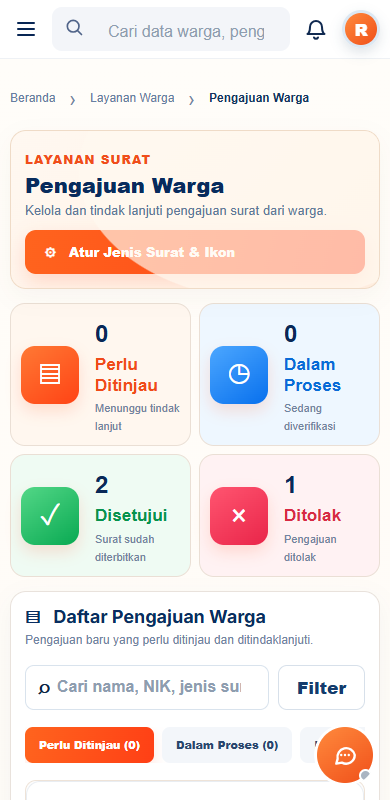 Cari data warga, peng
R
Beranda › Layanan Warga › Pengajuan Warga
LAYANAN SURAT
Pengajuan Warga
Kelola dan tindak lanjuti pengajuan surat dari warga.
Atur Jenis Surat & Ikon
0
Perlu
Ditinjau
Menunggu tindak
lanjut
0
Dalam
Proses
Sedang
diverifikasi
2
Disetujui
Surat sudah
diterbitkan
1
Ditolak
Pengajuan
ditolak
Daftar Pengajuan Warga
Pengajuan baru yang perlu ditinjau dan ditindaklanjuti.
Cari nama, NIK, jenis su
Filter
Perlu Ditinjau (0)
Dalam Proses (0)